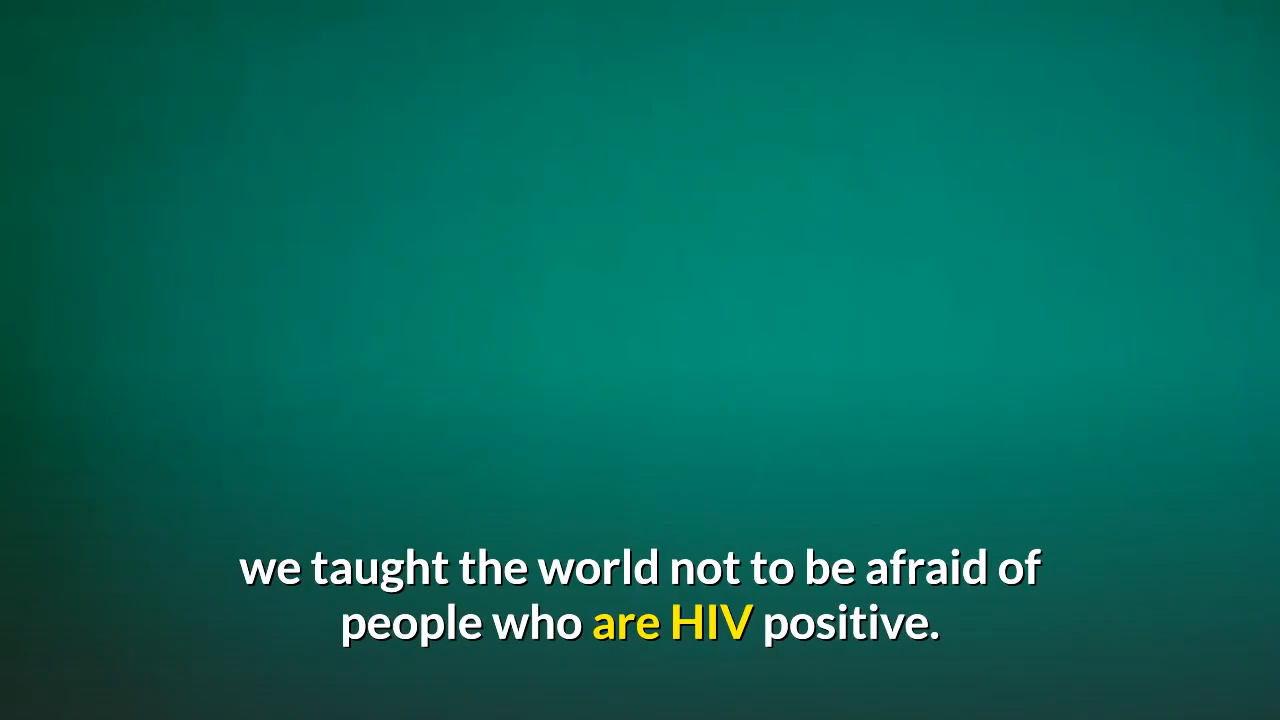 we taught the world not to be afraid of
people who are HIV positive.